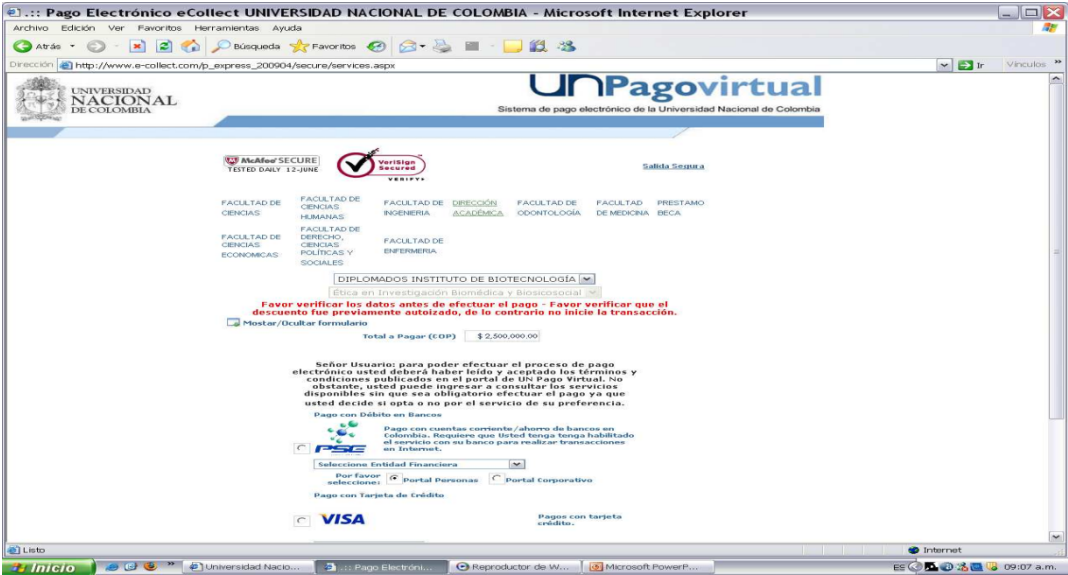 .:: Pago Electrónico eCollect UNIVERSIDAD NACIONAL DE COLOMBIA - Microsoft Internet Explorer
Archivo Edición Ver Favoritos Herramientas Ayuda
Atrás Búsqueda Favoritos
Dirección http://www.e-collect.com/p_express_200904/secure/services.aspx Ir Vínculos »
UNIVERSIDAD
NACIONAL
DE COLOMBIA
UNPagovirtual
Sistema de pago electrónico de la Universidad Nacional de Colombia
McAfee SECURE
TESTED DAILY 12-JUNE
VeriSign
Secured
VERIFY
Salida Segura
FACULTAD DE
CIENCIAS
FACULTAD DE
CIENCIAS
HUMANAS
FACULTAD DE
INGENIERIA
DIRECCIÓN
ACADÉMICA
FACULTAD DE
ODONTOLOGÍA
FACULTAD
DE MEDICINA
PRESTAMO
BECA
FACULTAD DE
CIENCIAS
ECONOMICAS
FACULTAD DE
DERECHO,
CIENCIAS
POLÍTICAS Y
SOCIALES
FACULTAD DE
ENFERMERIA
DIPLOMADOS INSTITUTO DE BIOTECNOLOGÍA
Ética en Investigación Biomédica y Biosicosocial
Favor verificar los datos antes de efectuar el pago - Favor verificar que el
descuento fue previamente autoizado, de lo contrario no inicie la transacción.
Mostar/Ocultar formulario
Total a Pagar (COP) $ 2,500,000.00
Señor Usuario: para poder efectuar el proceso de pago
electrónico usted deberá haber leído y aceptado los términos y
condiciones publicados en el portal de UN Pago Virtual. No
obstante, usted puede ingresar a consultar los servicios
disponibles sin que sea obligatorio efectuar el pago ya que
usted decide si opta o no por el servicio de su preferencia.
Pago con Débito en Bancos
PSE
Pago con cuentas corriente/ahorro de bancos en
Colombia. Requiere que Usted tenga tenga habilitado
el servicio con su banco para realizar transacciones
en Internet.
Seleccione Entidad Financiera
Por favor
seleccione: Portal Personas Portal Corporativo
Pago con Tarjeta de Crédito
VISA
Pagos con tarjeta
crédito.
Listo Internet
Inicio » Universidad Nacio... .:: Pago Electróni... Reproductor de W... Microsoft PowerP... ES 09:07 a.m.